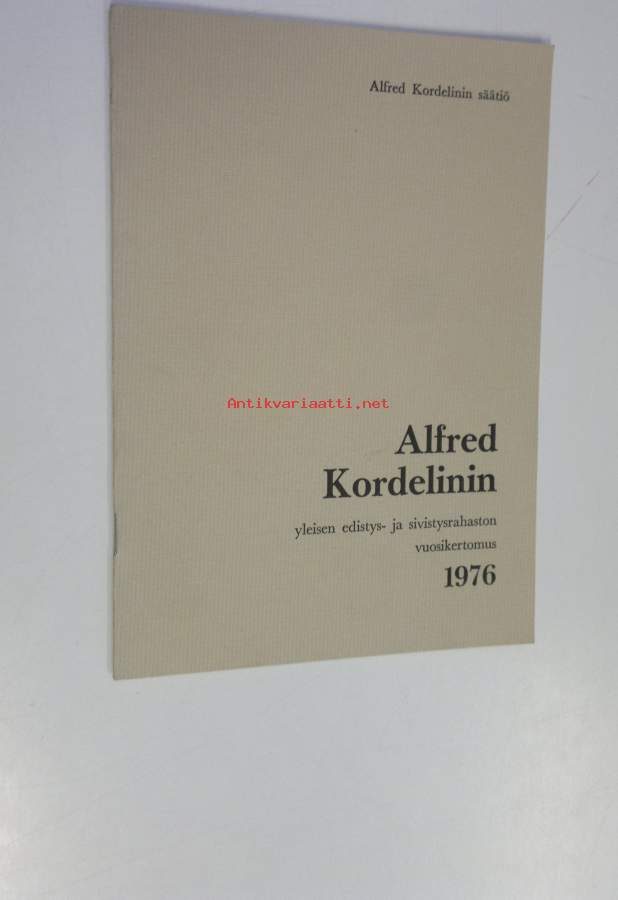 Alfred Kordelinin säätiö
Antikvariaatti.net
Alfred
Kordelinin
yleisen edistys- ja sivistysrahaston
vuosikertomus
1976